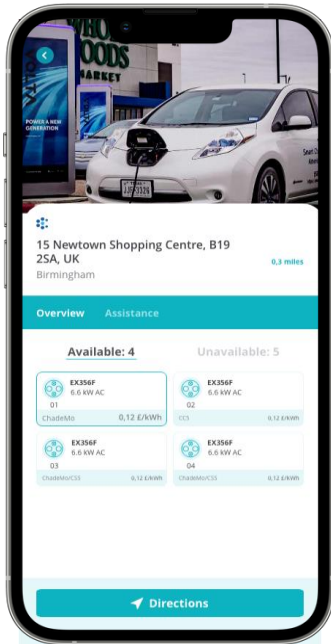 WHOLE
FOODS
MARKET
VOLTA
POWER A NEW
GENERATION
15 Newtown Shopping Centre, B19
2SA, UK
0,3 miles
Birmingham
Overview Assistance
Available: 4 Unavailable: 5
EX356F
6.6 kW AC
01
ChadeMo 0,12 £/kWh
EX356F
6.6 kW AC
02
CCS 0,12 £/kWh
EX356F
6.6 kW AC
03
ChadeMo/CSS 0,12 £/kWh
EX356F
6.6 kW AC
04
ChadeMo/CSS 0,12 £/kWh
Directions